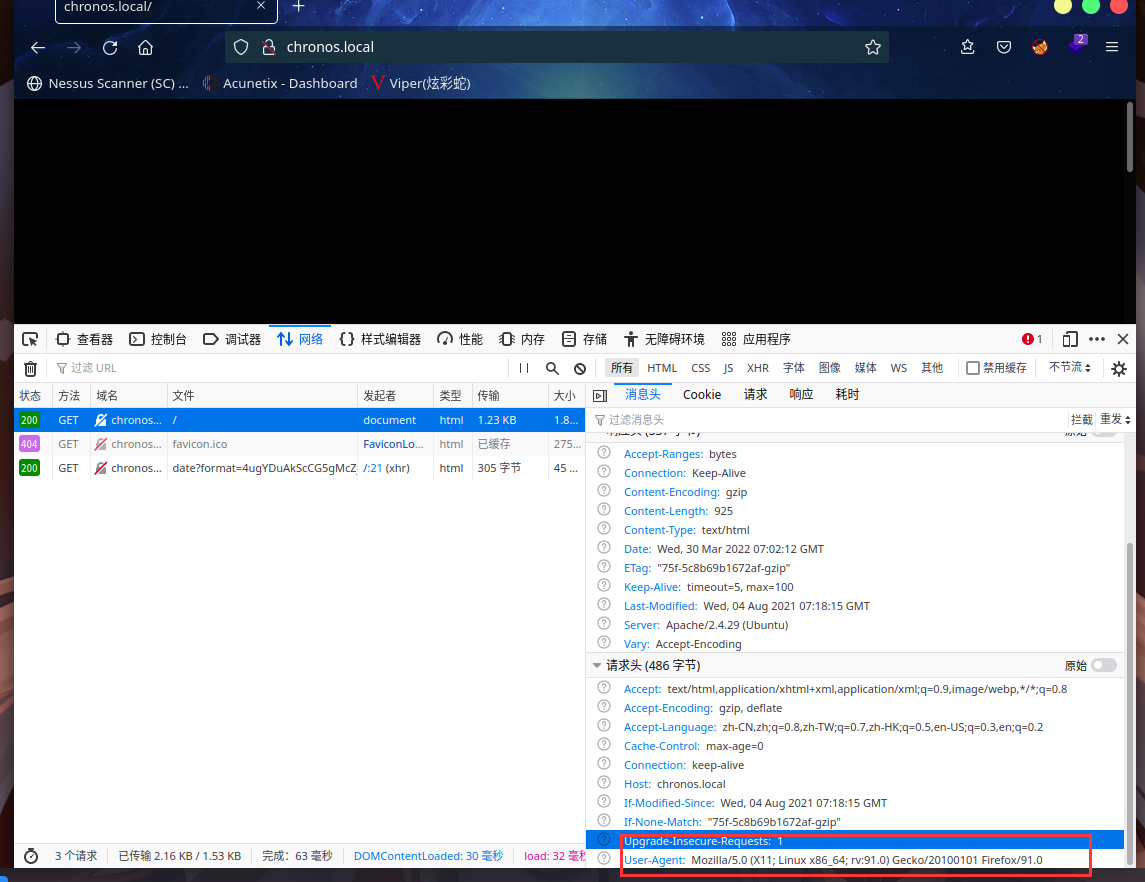 chronos.local/
chronos.local
2
Nessus Scanner (SC) ...
Acunetix - Dashboard
Viper(炫彩蛇)
查看器 控制台 调试器 网络 样式编辑器 性能 内存 存储 无障碍环境 应用程序 1
过滤 URL
所有 HTML CSS JS XHR 字体 图像 媒体 WS 其他 禁用缓存 不节流
状态 方法 域名 文件 发起者 类型 传输 大小
200 GET chronos... / document html 1.23 KB 1.8...
404 GET chronos... favicon.ico FaviconLo... html 已缓存 275...
200 GET chronos... date?format=4ugYDuAkScCG5gMcZ /:21 (xhr) html 305 字节 45 ...
消息头 Cookie 请求 响应 耗时
过滤消息头 拦截 重发
原始
Accept-Ranges: bytes
Connection: Keep-Alive
Content-Encoding: gzip
Content-Length: 925
Content-Type: text/html
Date: Wed, 30 Mar 2022 07:02:12 GMT
ETag: "75f-5c8b69b1672af-gzip"
Keep-Alive: timeout=5, max=100
Last-Modified: Wed, 04 Aug 2021 07:18:15 GMT
Server: Apache/2.4.29 (Ubuntu)
Vary: Accept-Encoding
请求头 (486 字节) 原始
Accept: text/html,application/xhtml+xml,application/xml;q=0.9,image/webp,*/*;q=0.8
Accept-Encoding: gzip, deflate
Accept-Language: zh-CN,zh;q=0.8,zh-TW;q=0.7,zh-HK;q=0.5,en-US;q=0.3,en;q=0.2
Cache-Control: max-age=0
Connection: keep-alive
Host: chronos.local
If-Modified-Since: Wed, 04 Aug 2021 07:18:15 GMT
If-None-Match: "75f-5c8b69b1672af-gzip"
Upgrade-Insecure-Requests: 1
User-Agent: Mozilla/5.0 (X11; Linux x86_64; rv:91.0) Gecko/20100101 Firefox/91.0
3 个请求 已传输 2.16 KB / 1.53 KB 完成：63 毫秒 DOMContentLoaded: 30 毫秒 load: 32 毫秒